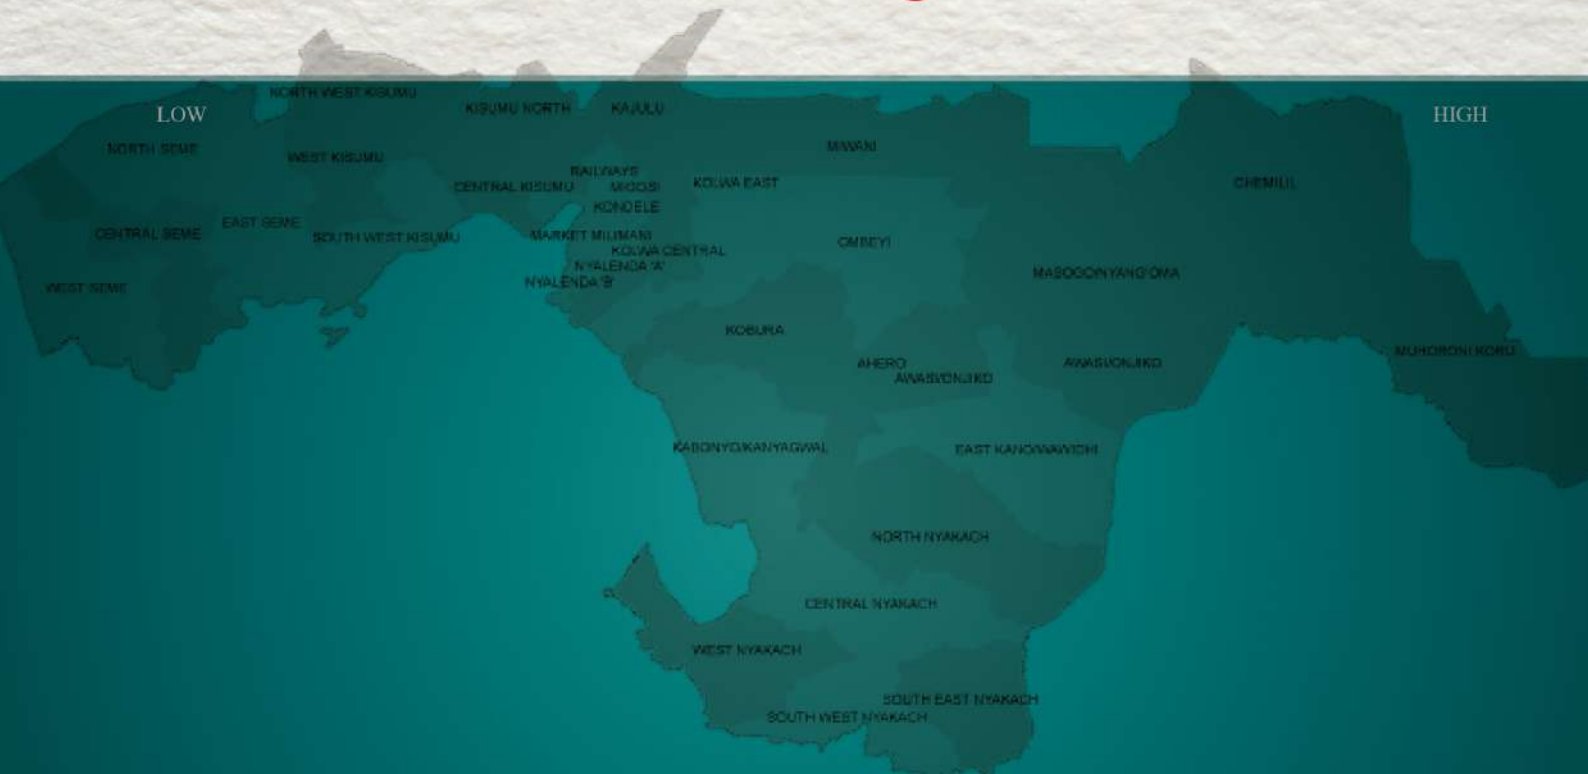 NORTH WEST KISUMU
LOW
KISUMU NORTH
KAJULU
HIGH
NORTH SEME
WEST KISUMU
MIWANI
RAILWAYS
CENTRAL KISUMU
MIGOSI
KOLWA EAST
CHEMILIL
KONDELE
CENTRAL SEME
EAST SEME
SOUTH WEST KISUMU
MARKET MILIMANI
KOLWA CENTRAL
OMBEYI
NYALENDA 'A'
NYALENDA 'B'
WEST SEME
MASOGO/NYANG'OMA
KOBURA
AHERO
AWASI/ONJIKO
AWASI/ONJIKO
MUHORONI KORU
KABONYO/KANYAGWAL
EAST KANO/WAWIDHI
NORTH NYAKACH
CENTRAL NYAKACH
WEST NYAKACH
SOUTH EAST NYAKACH
SOUTH WEST NYAKACH